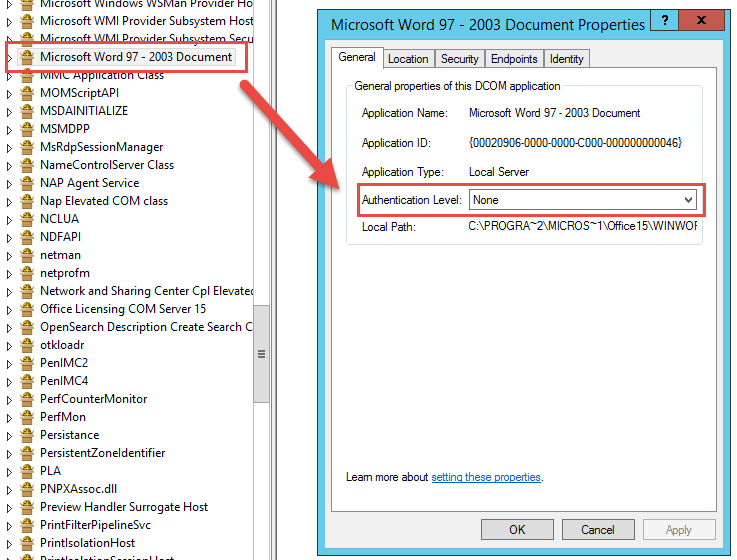 Microsoft Windows WSMan Provider Ho
Microsoft WMI Provider Subsystem Host
Microsoft WMI Provider Subsystem Secu
Microsoft Word 97 - 2003 Document
MMC Application Class
MOMScriptAPI
MSDAINITIALIZE
MSMDPP
MsRdpSessionManager
NameControlServer Class
NAP Agent Service
Nap Elevated COM class
NCLUA
NDFAPI
netman
netprofm
Network and Sharing Center Cpl Elevated
Office Licensing COM Server 15
OpenSearch Description Create Search C
otkloadr
PenIMC2
PenIMC4
PerfCounterMonitor
PerfMon
Persistance
PersistentZoneIdentifier
PLA
PNPXAssoc.dll
Preview Handler Surrogate Host
PrintFilterPipelineSvc
PrintIsolationHost
PrintIsolationSessionHost
Microsoft Word 97 - 2003 Document Properties ? X
General Location Security Endpoints Identity
General properties of this DCOM application
Application Name: Microsoft Word 97 - 2003 Document
Application ID: {00020906-0000-0000-C000-000000000046}
Application Type: Local Server
Authentication Level: None
Local Path: C:\PROGRA~2\MICROS~1\Office15\WINWOR
Learn more about setting these properties.
OK Cancel Apply